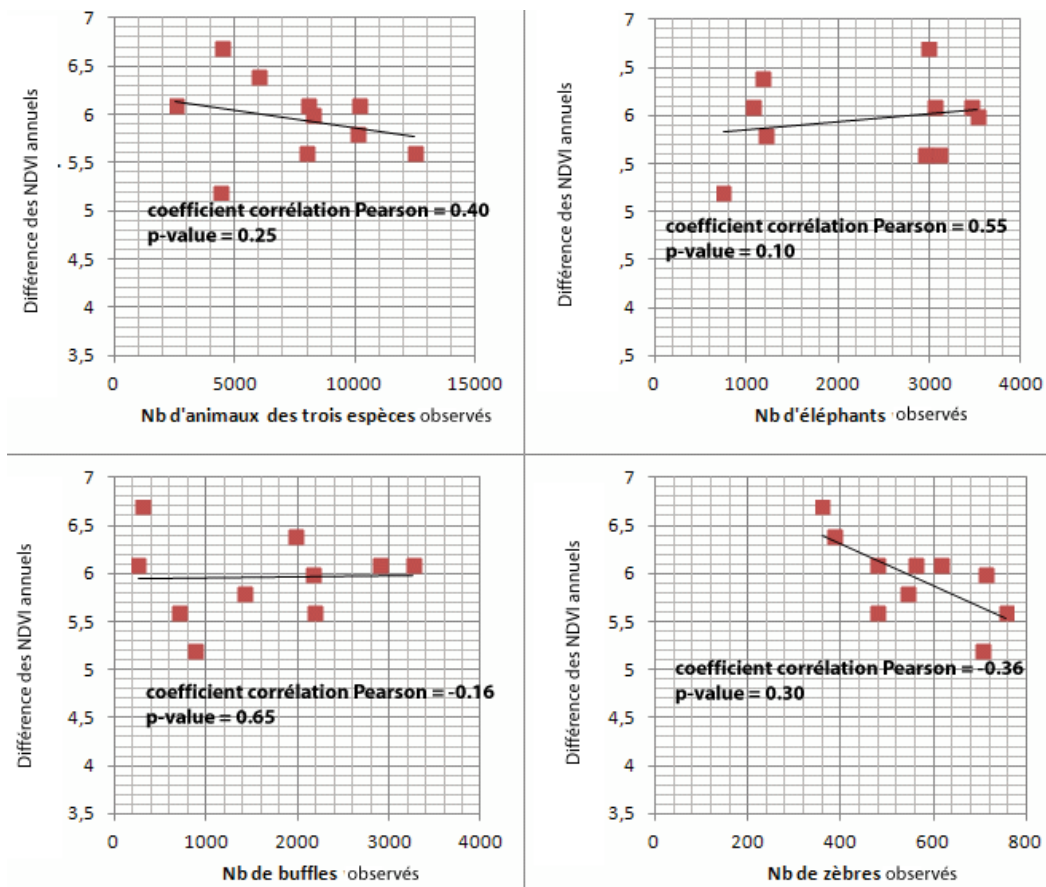 Différence des NDVI annuels
7
6,5
6
5,5
5
4,5
4
3,5
coefficient corrélation Pearson = 0.40
p-value = 0.25
0 5000 10000 15000
Nb d'animaux des trois espèces observés
Différence des NDVI annuels
7
,5
6
,5
5
,5
4
,5
coefficient corrélation Pearson = 0.55
p-value = 0.10
0 1000 2000 3000 4000
Nb d'éléphants observés
Différence des NDVI annuels
7
6,5
6
5,5
5
4,5
4
3,5
coefficient corrélation Pearson = -0.16
p-value = 0.65
0 1000 2000 3000 4000
Nb de buffles observés
Différence des NDVI annuels
7
6,5
6
5,5
5
4,5
4
3,5
coefficient corrélation Pearson = -0.36
p-value = 0.30
0 200 400 600 800
Nb de zèbres observés